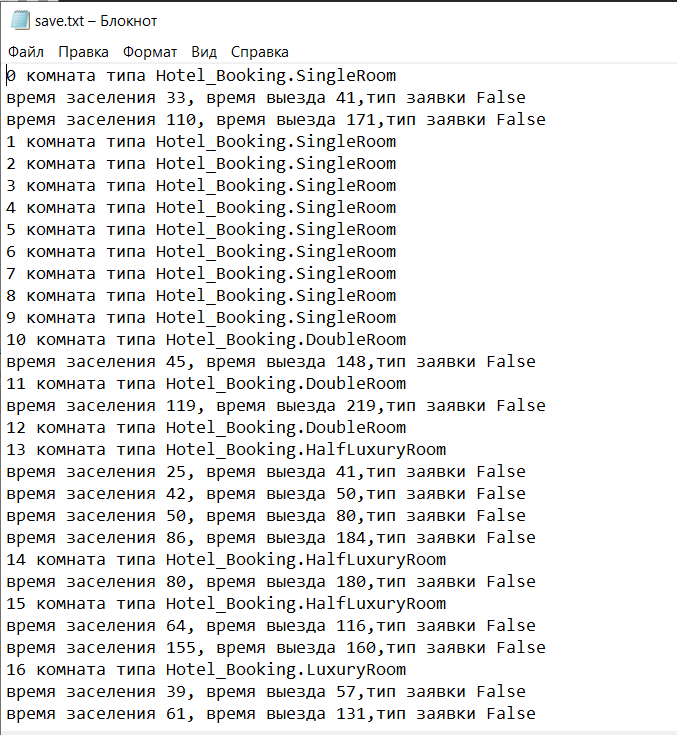 save.txt – Блокнот
Файл Правка Формат Вид Справка
0 комната типа Hotel_Booking.SingleRoom
время заселения 33, время выезда 41,тип заявки False
время заселения 110, время выезда 171,тип заявки False
1 комната типа Hotel_Booking.SingleRoom
2 комната типа Hotel_Booking.SingleRoom
3 комната типа Hotel_Booking.SingleRoom
4 комната типа Hotel_Booking.SingleRoom
5 комната типа Hotel_Booking.SingleRoom
6 комната типа Hotel_Booking.SingleRoom
7 комната типа Hotel_Booking.SingleRoom
8 комната типа Hotel_Booking.SingleRoom
9 комната типа Hotel_Booking.SingleRoom
10 комната типа Hotel_Booking.DoubleRoom
время заселения 45, время выезда 148,тип заявки False
11 комната типа Hotel_Booking.DoubleRoom
время заселения 119, время выезда 219,тип заявки False
12 комната типа Hotel_Booking.DoubleRoom
13 комната типа Hotel_Booking.HalfLuxuryRoom
время заселения 25, время выезда 41,тип заявки False
время заселения 42, время выезда 50,тип заявки False
время заселения 50, время выезда 80,тип заявки False
время заселения 86, время выезда 184,тип заявки False
14 комната типа Hotel_Booking.HalfLuxuryRoom
время заселения 80, время выезда 180,тип заявки False
15 комната типа Hotel_Booking.HalfLuxuryRoom
время заселения 64, время выезда 116,тип заявки False
время заселения 155, время выезда 160,тип заявки False
16 комната типа Hotel_Booking.LuxuryRoom
время заселения 39, время выезда 57,тип заявки False
время заселения 61, время выезда 131,тип заявки False